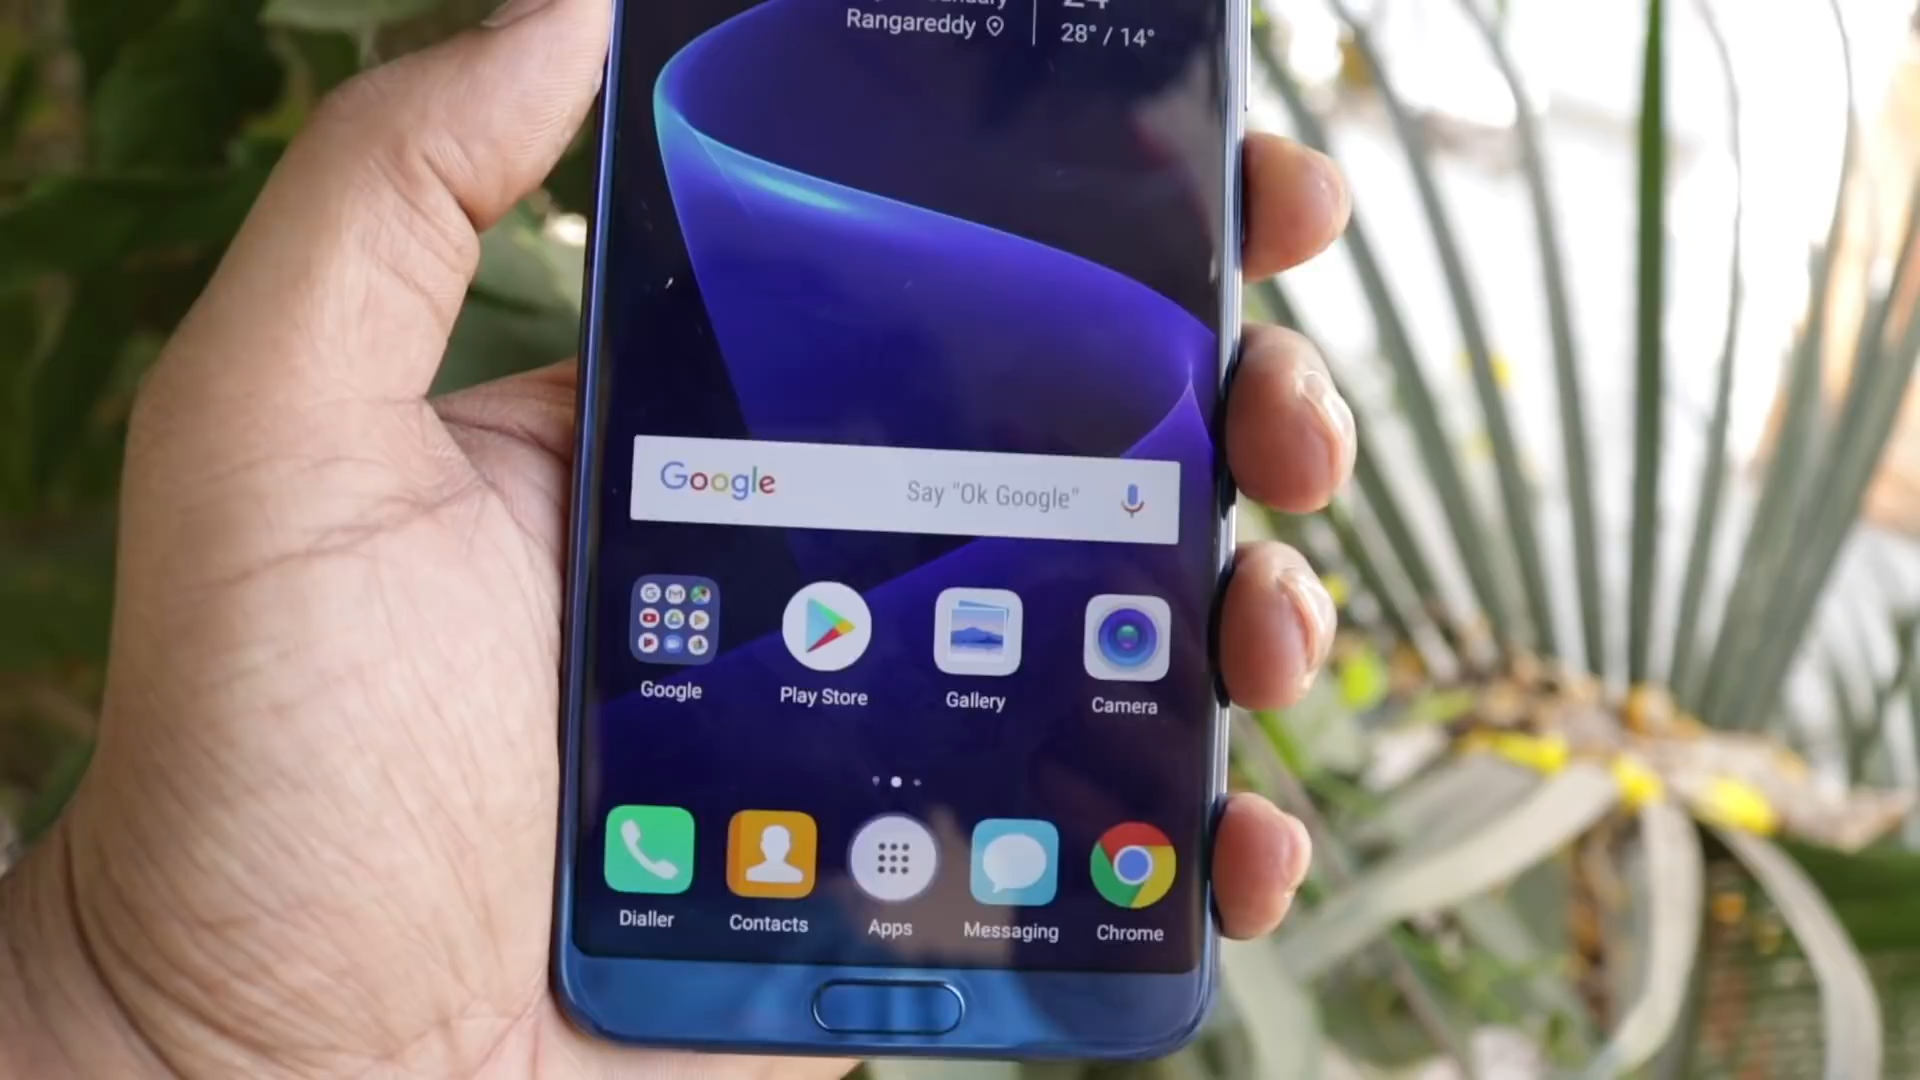 Rangareddy
28° / 14°
Google Say "Ok Google"
Google Play Store Gallery Camera
Dialler Contacts Apps Messaging Chrome